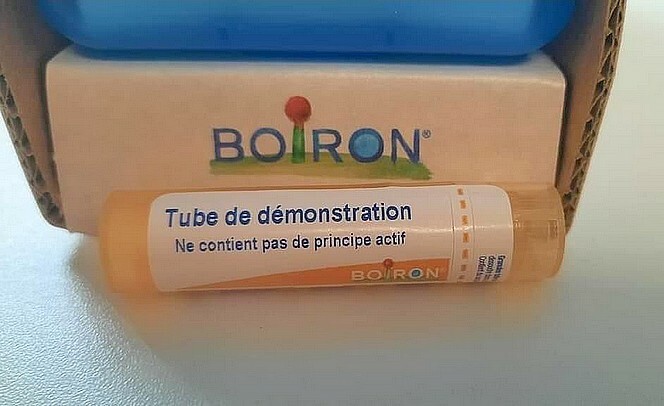 BOIRON®
Tube de démonstration
Ne contient pas de principe actif
BOIRON